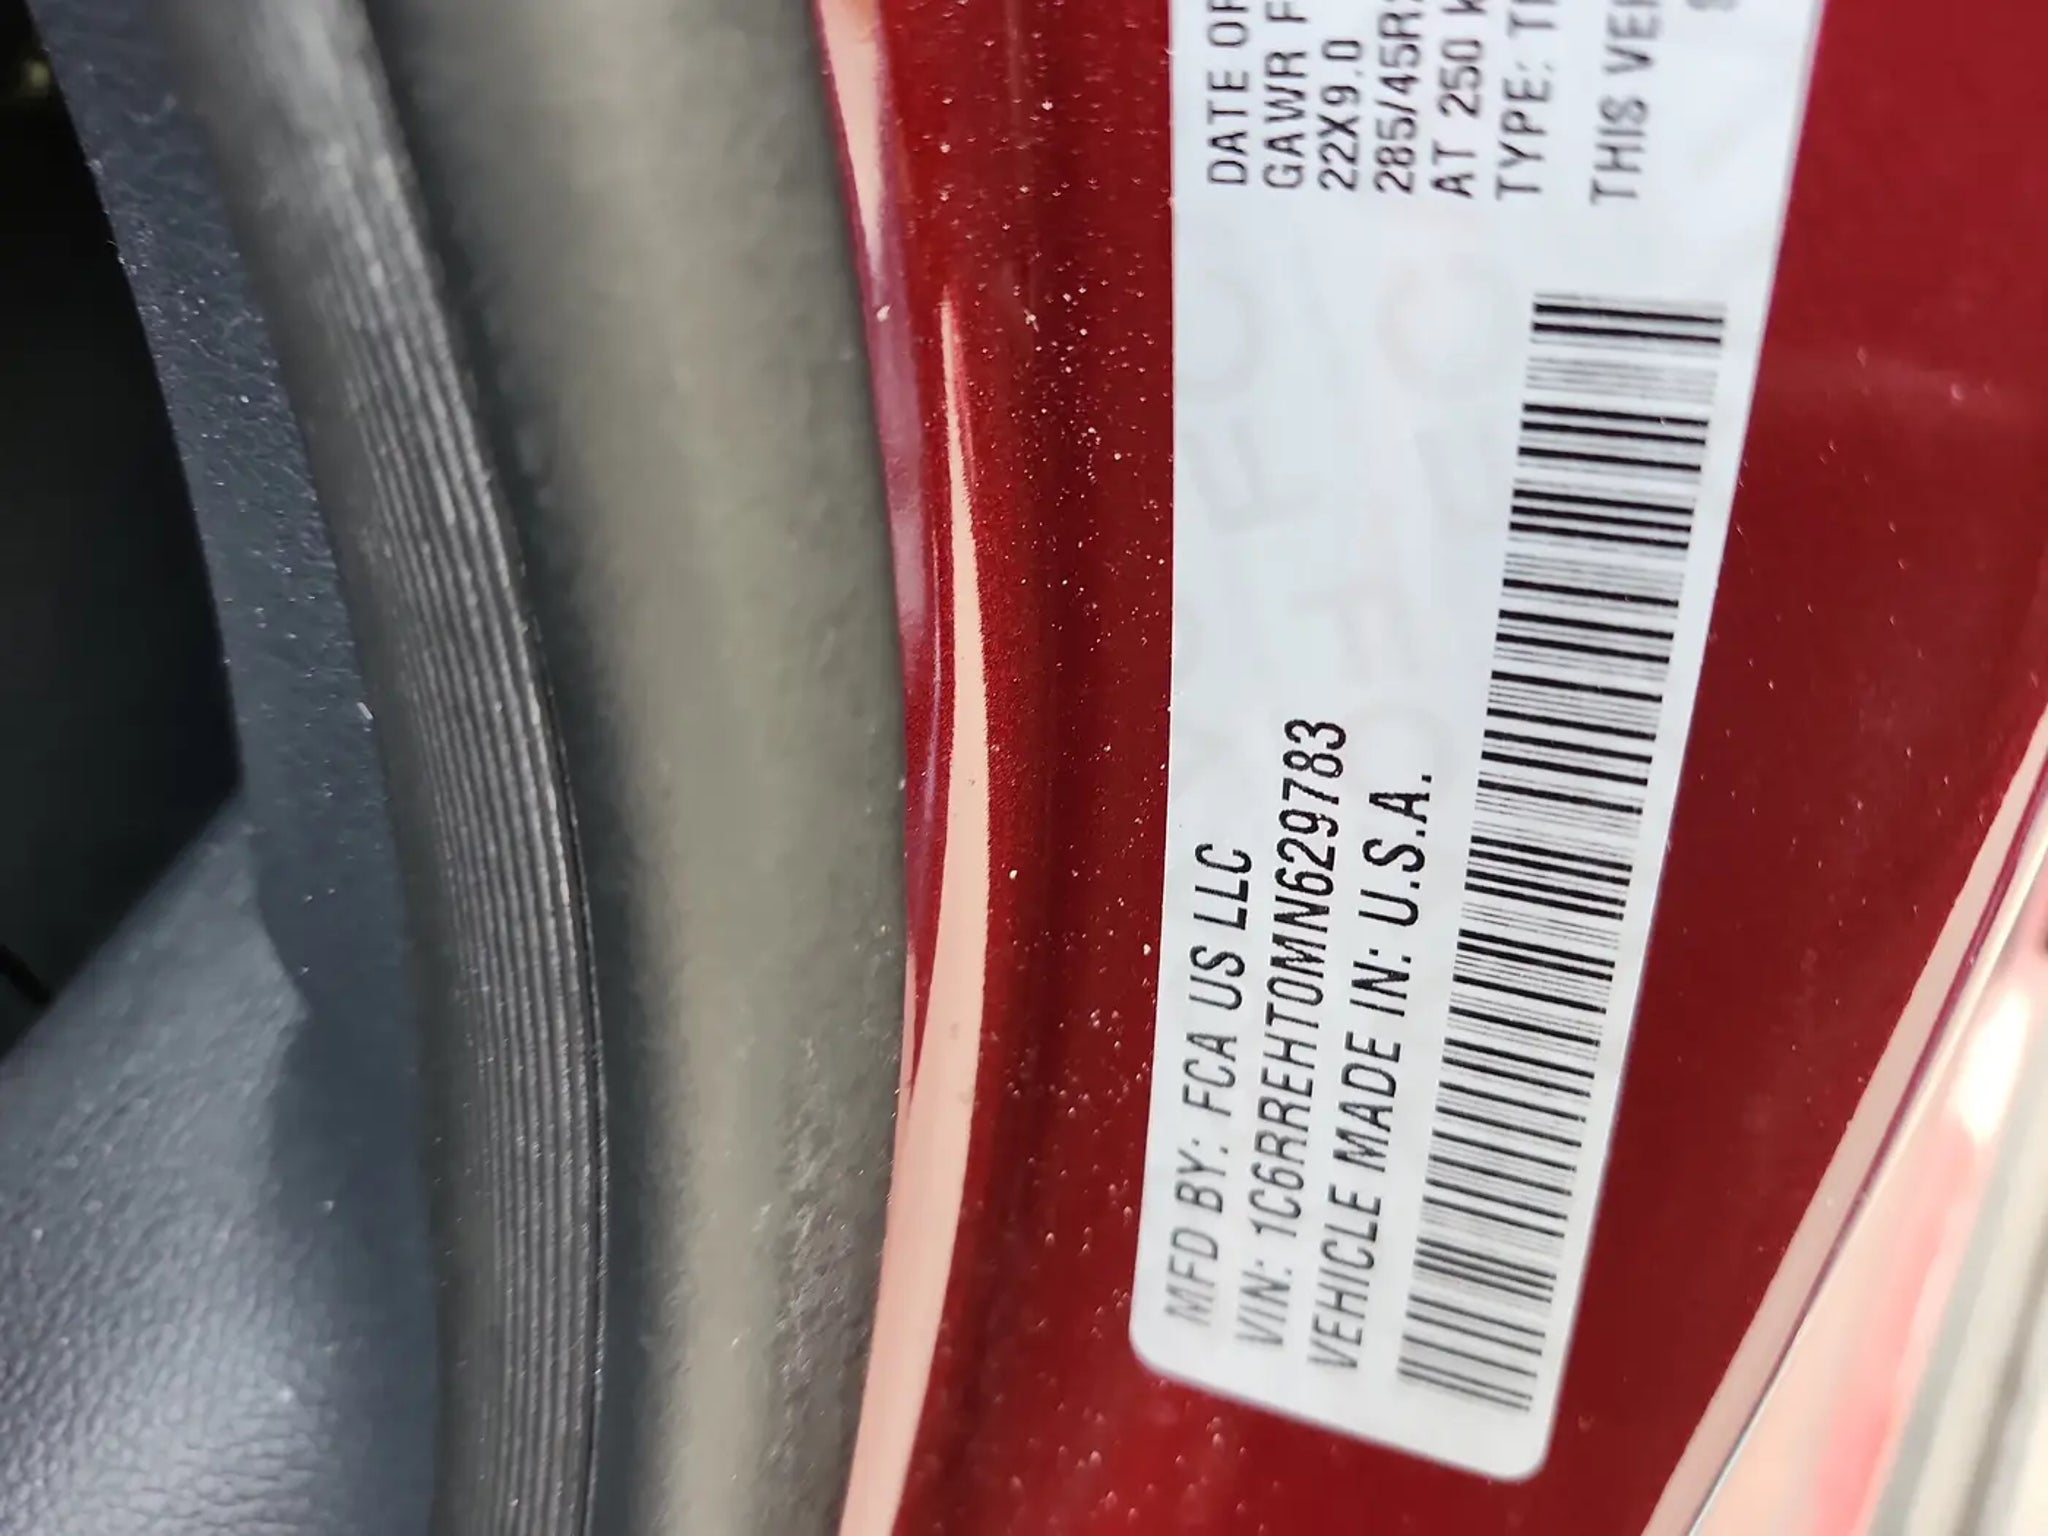 MFD BY: FCA US LLC
VIN: 1C6RREHT0MN629783
VEHICLE MADE IN: U.S.A.
DATE OF
GAWR F
22X9.0
285/45R
AT 250 K
TYPE: T
THIS VE